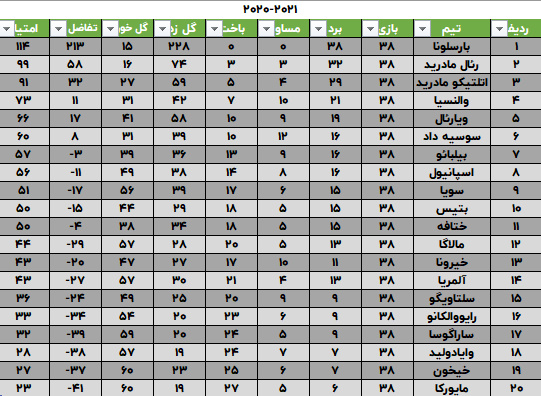 ۲۰۲۰-۲۰۲۱
ردیف تیم بازی برد مساو باخت گل زد گل خور تفاضل امتیا
۱ بارسلونا ۳۸ ۳۸ ۰ ۰ ۲۲۸ ۱۵ ۲۱۳ ۱۱۴
۲ رئال مادرید ۳۸ ۳۲ ۳ ۳ ۷۴ ۱۶ ۵۸ ۹۹
۳ اتلتیکو مادرید ۳۸ ۲۹ ۴ ۵ ۵۹ ۲۷ ۳۲ ۹۱
۴ والنسیا ۳۸ ۲۱ ۱۰ ۷ ۴۲ ۳۱ ۱۱ ۷۳
۵ ویارئال ۳۸ ۱۹ ۹ ۱۰ ۵۸ ۴۱ ۱۷ ۶۶
۶ سوسیه داد ۳۸ ۱۶ ۱۲ ۱۰ ۳۹ ۳۱ ۸ ۶۰
۷ بیلبائو ۳۸ ۱۶ ۹ ۱۳ ۳۶ ۳۹ -۳ ۵۷
۸ اسپانیول ۳۸ ۱۶ ۸ ۱۴ ۳۸ ۴۹ -۱۱ ۵۶
۹ سویا ۳۸ ۱۵ ۶ ۱۷ ۳۹ ۵۶ -۱۷ ۵۱
۱۰ بتیس ۳۸ ۱۵ ۵ ۱۸ ۲۹ ۴۴ -۱۵ ۵۰
۱۱ ختافه ۳۸ ۱۵ ۵ ۱۸ ۳۴ ۳۸ -۴ ۵۰
۱۲ مالاگا ۳۸ ۱۳ ۵ ۲۰ ۲۸ ۵۷ -۲۹ ۴۴
۱۳ خیرونا ۳۸ ۱۱ ۱۰ ۱۷ ۲۷ ۴۷ -۲۰ ۴۳
۱۴ آلمریا ۳۸ ۱۳ ۴ ۲۱ ۳۰ ۵۷ -۲۷ ۴۳
۱۵ سلتاویگو ۳۸ ۹ ۹ ۲۰ ۲۵ ۴۹ -۲۴ ۳۶
۱۶ رایووالکانو ۳۸ ۹ ۶ ۲۳ ۲۰ ۵۴ -۳۴ ۳۳
۱۷ ساراگوسا ۳۸ ۹ ۵ ۲۴ ۲۰ ۵۹ -۳۹ ۳۲
۱۸ وایادولید ۳۸ ۷ ۷ ۲۴ ۱۹ ۵۷ -۳۸ ۲۸
۱۹ خیخون ۳۸ ۷ ۶ ۲۵ ۲۳ ۶۰ -۳۷ ۲۷
۲۰ مایورکا ۳۸ ۶ ۵ ۲۷ ۱۹ ۶۰ -۴۱ ۲۳